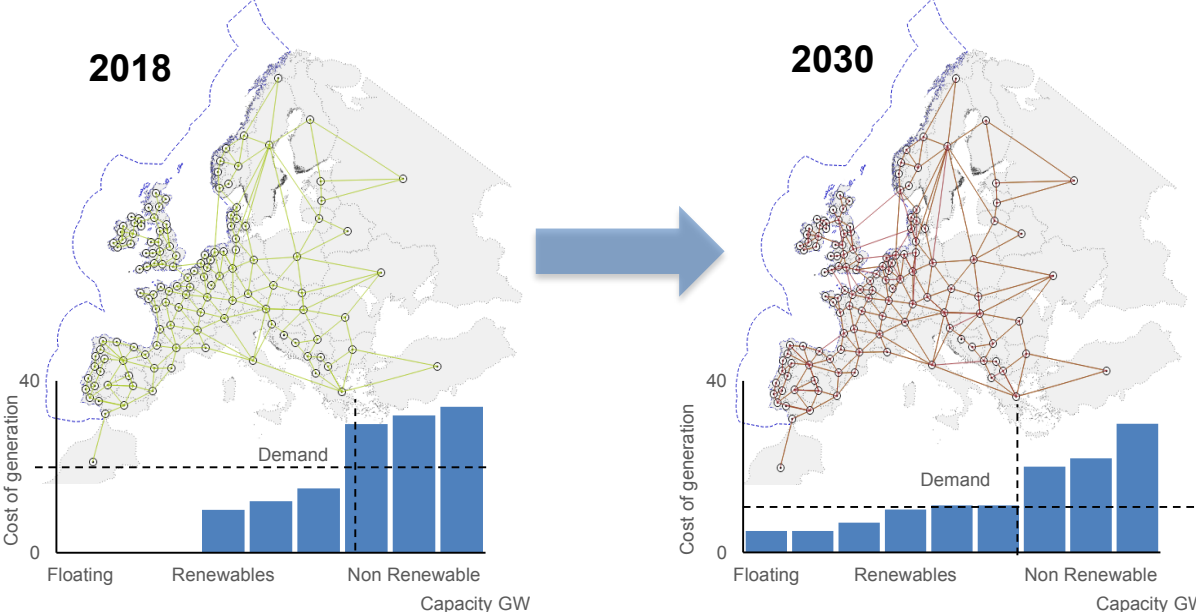 2018
2030
40
Cost of generation
Demand
0
Floating
Renewables
Non Renewable
Capacity GW
40
Cost of generation
Demand
0
Floating
Renewables
Non Renewable
Capacity GW